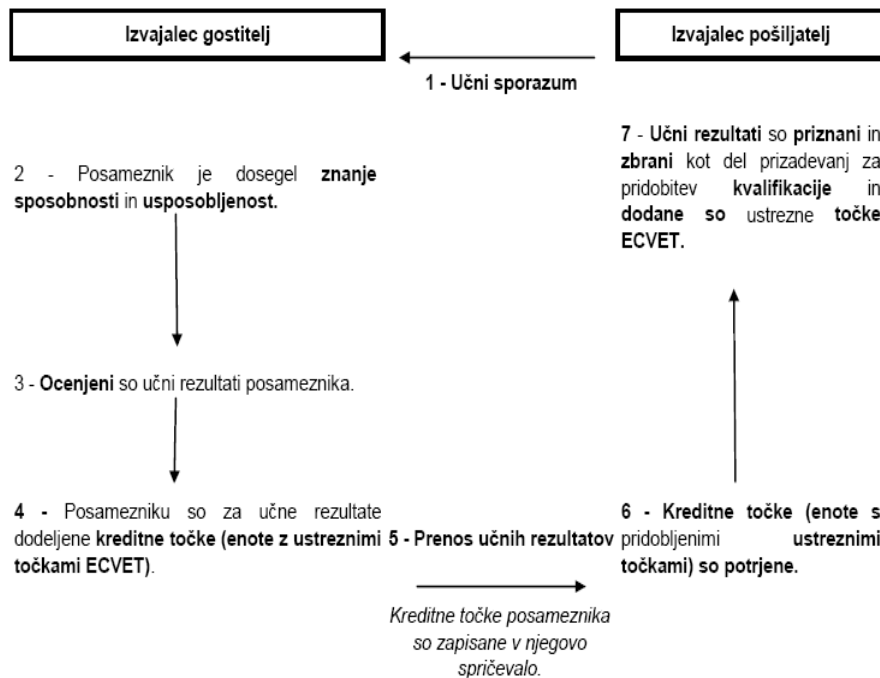 Izvajalec gostitelj
Izvajalec pošiljatelj
1 - Učni sporazum
2 - Posameznik je dosegel znanje
sposobnosti in usposobljenost.
3 - Ocenjeni so učni rezultati posameznika.
4 - Posamezniku so za učne rezultate
dodeljene kreditne točke (enote z ustreznimi
točkami ECVET).
5 - Prenos učnih rezultatov
Kreditne točke posameznika
so zapisane v njegovo
spričevalo.
6 - Kreditne točke (enote s
pridobljenimi ustreznimi
točkami) so potrjene.
7 - Učni rezultati so priznani in
zbrani kot del prizadevanj za
pridobitev kvalifikacije in
dodane so ustrezne točke
ECVET.